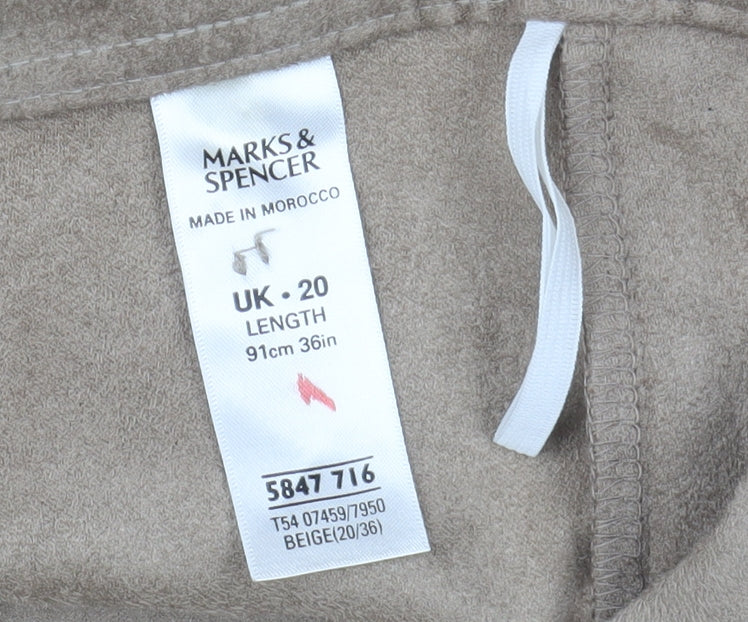 MARKS &
SPENCER
MADE IN MOROCCO
UK • 20
LENGTH
91cm 36in
5847 716
T54 07459/7950
BEIGE(20/36)